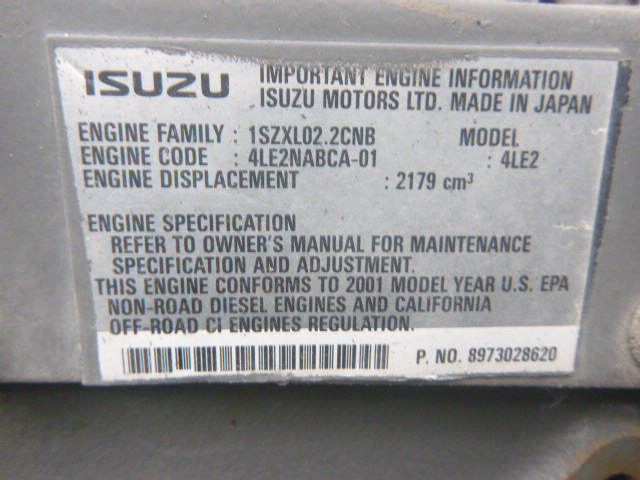 ISUZU IMPORTANT ENGINE INFORMATION
ISUZU MOTORS LTD. MADE IN JAPAN
ENGINE FAMILY : 1SZXL02.2CNB MODEL
ENGINE CODE : 4LE2NABCA-01 : 4LE2
ENGINE DISPLACEMENT : 2179 cm³
ENGINE SPECIFICATION
REFER TO OWNER'S MANUAL FOR MAINTENANCE
SPECIFICATION AND ADJUSTMENT.
THIS ENGINE CONFORMS TO 2001 MODEL YEAR U.S. EPA
NON-ROAD DIESEL ENGINES AND CALIFORNIA
OFF-ROAD CI ENGINES REGULATION.
P. NO. 8973028620